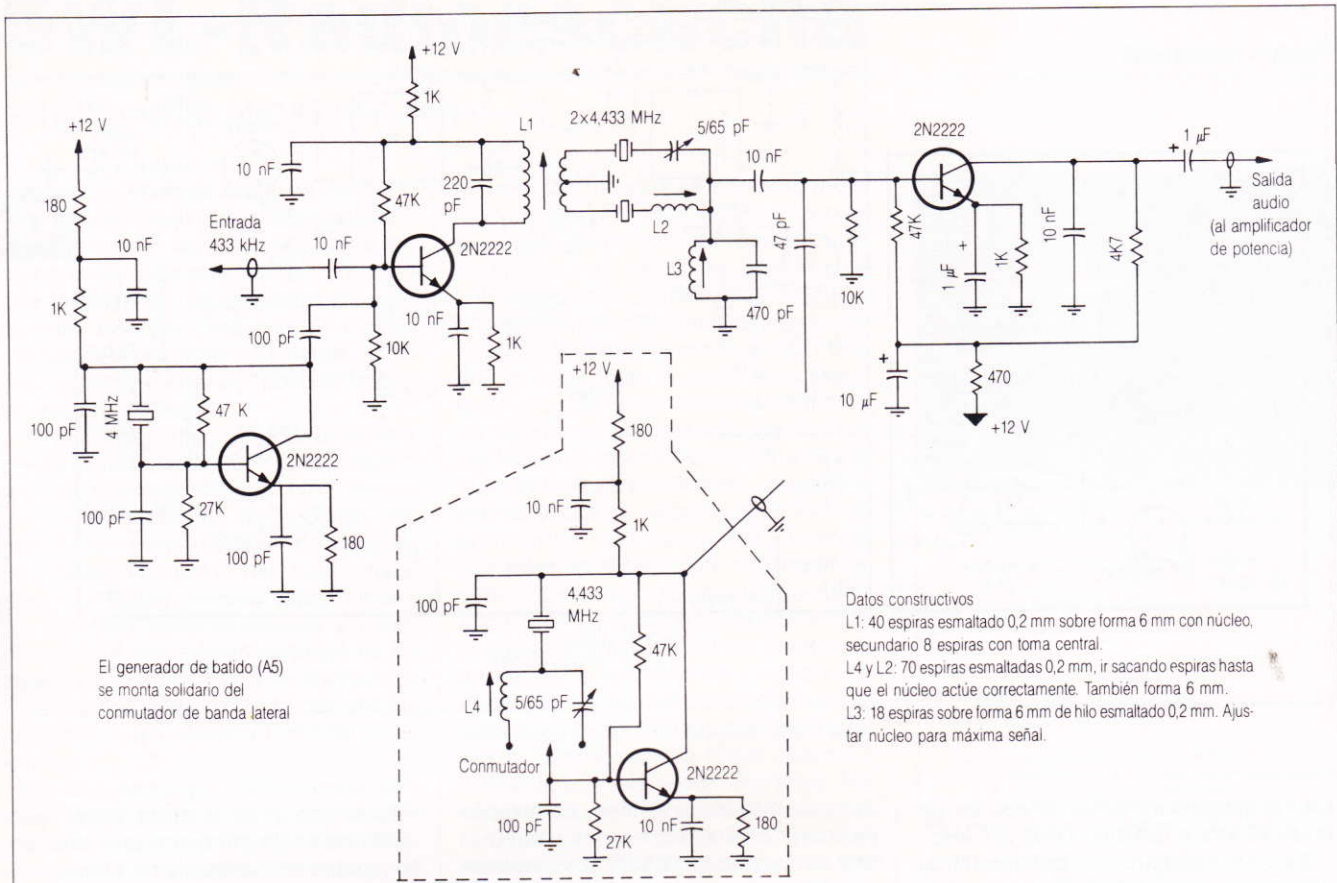 +12 V
180
10 nF
1K
100 pF
4 MHz
47 K
2N2222
100 pF
27K
100 pF
180
+12 V
1K
10 nF
47K
220
pF
L1
Entrada
433 kHz
10 nF
2N2222
100 pF
10K
10 nF
1K
2×4,433 MHz
5/65 pF
L2
L3
470 pF
10 nF
47 pF
10K
2N2222
47K
1 µF
+
1K
10 nF
4K7
1 µF
+
Salida
audio
(al amplificador
de potencia)
+
10 µF
470
+12 V
+12 V
180
10 nF
1K
100 pF
4,433
MHz
47K
L4
5/65 pF
Conmutador
2N2222
100 pF
27K
10 nF
180
El generador de batido (A5)
se monta solidario del
conmutador de banda lateral
Datos constructivos
L1: 40 espiras esmaltado 0,2 mm sobre forma 6 mm con núcleo,
secundario 8 espiras con toma central.
L4 y L2: 70 espiras esmaltadas 0,2 mm, ir sacando espiras hasta
que el núcleo actúe correctamente. También forma 6 mm.
L3: 18 espiras sobre forma 6 mm de hilo esmaltado 0,2 mm. Ajus-
tar núcleo para máxima señal.